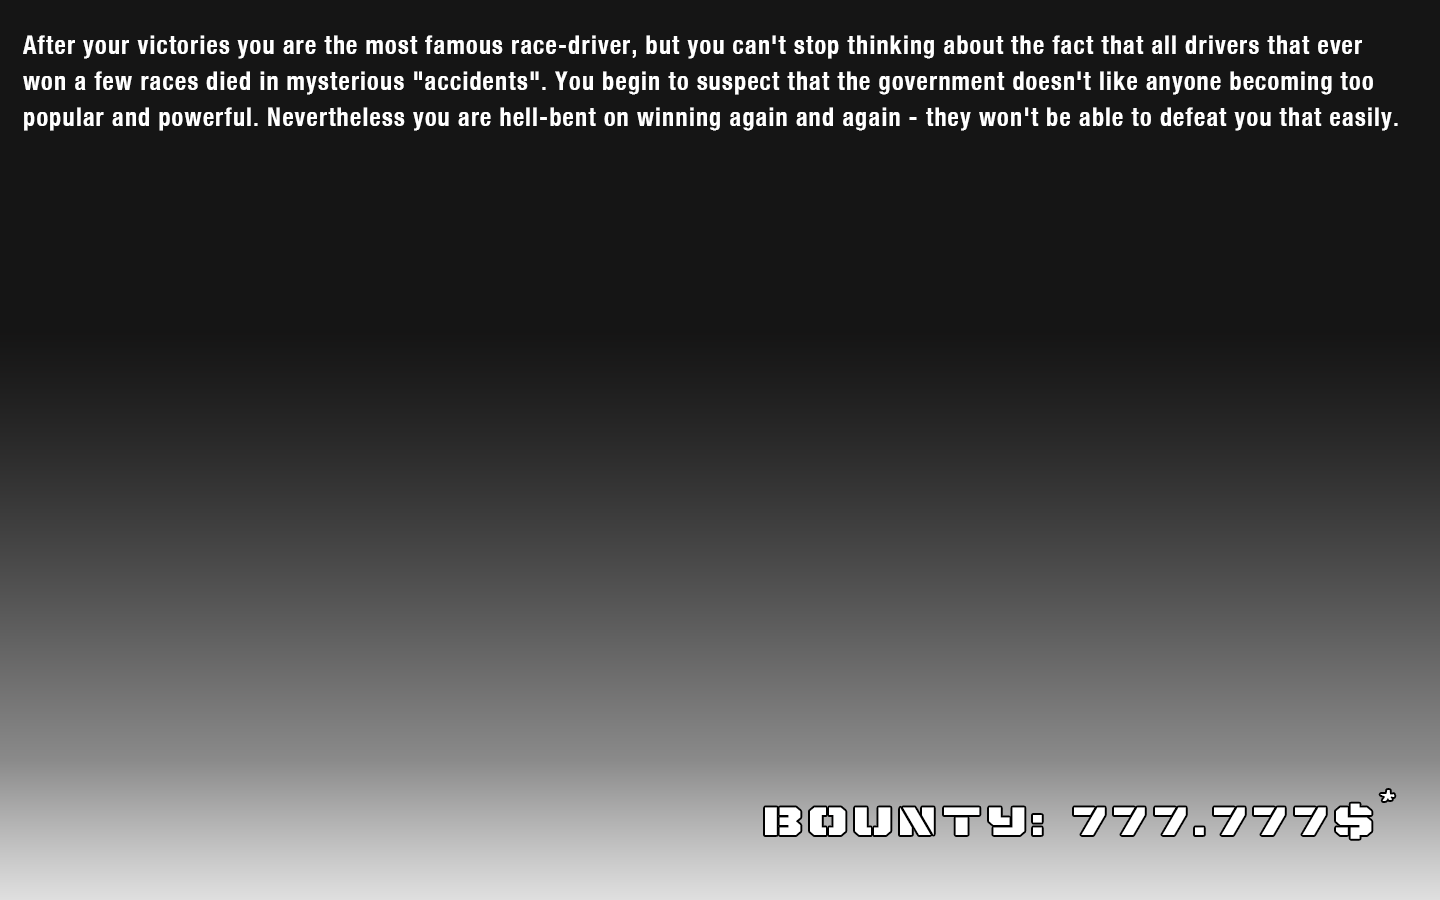 After your victories you are the most famous race-driver, but you can't stop thinking about the fact that all drivers that ever
won a few races died in mysterious "accidents". You begin to suspect that the government doesn't like anyone becoming too
popular and powerful. Nevertheless you are hell-bent on winning again and again - they won't be able to defeat you that easily.
BOUNTY: 777.777$*